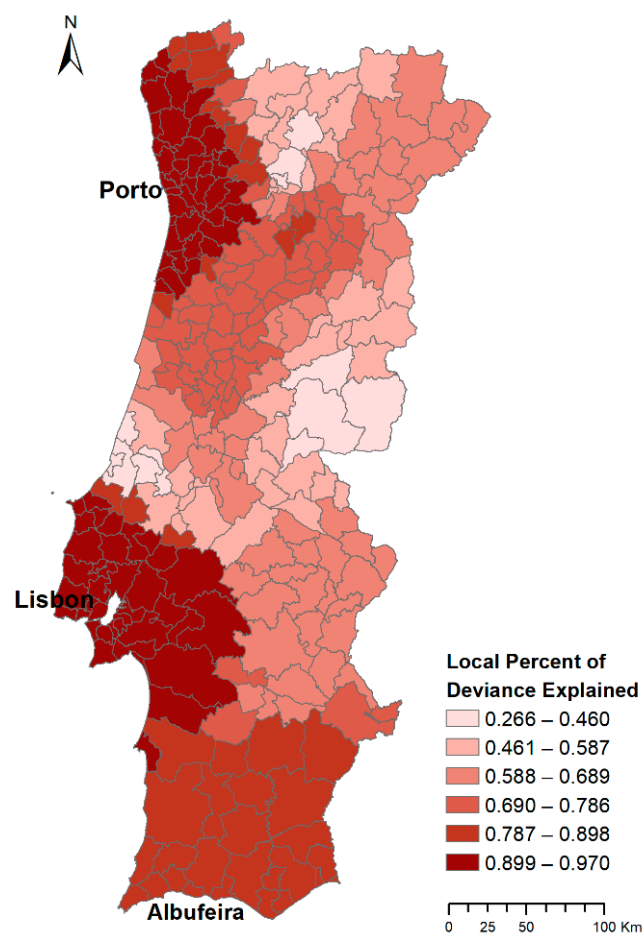 N
Porto
Lisbon
Albufeira
Local Percent of
Deviance Explained
0.266 – 0.460
0.461 – 0.587
0.588 – 0.689
0.690 – 0.786
0.787 – 0.898
0.899 – 0.970
0 25 50 100 Km